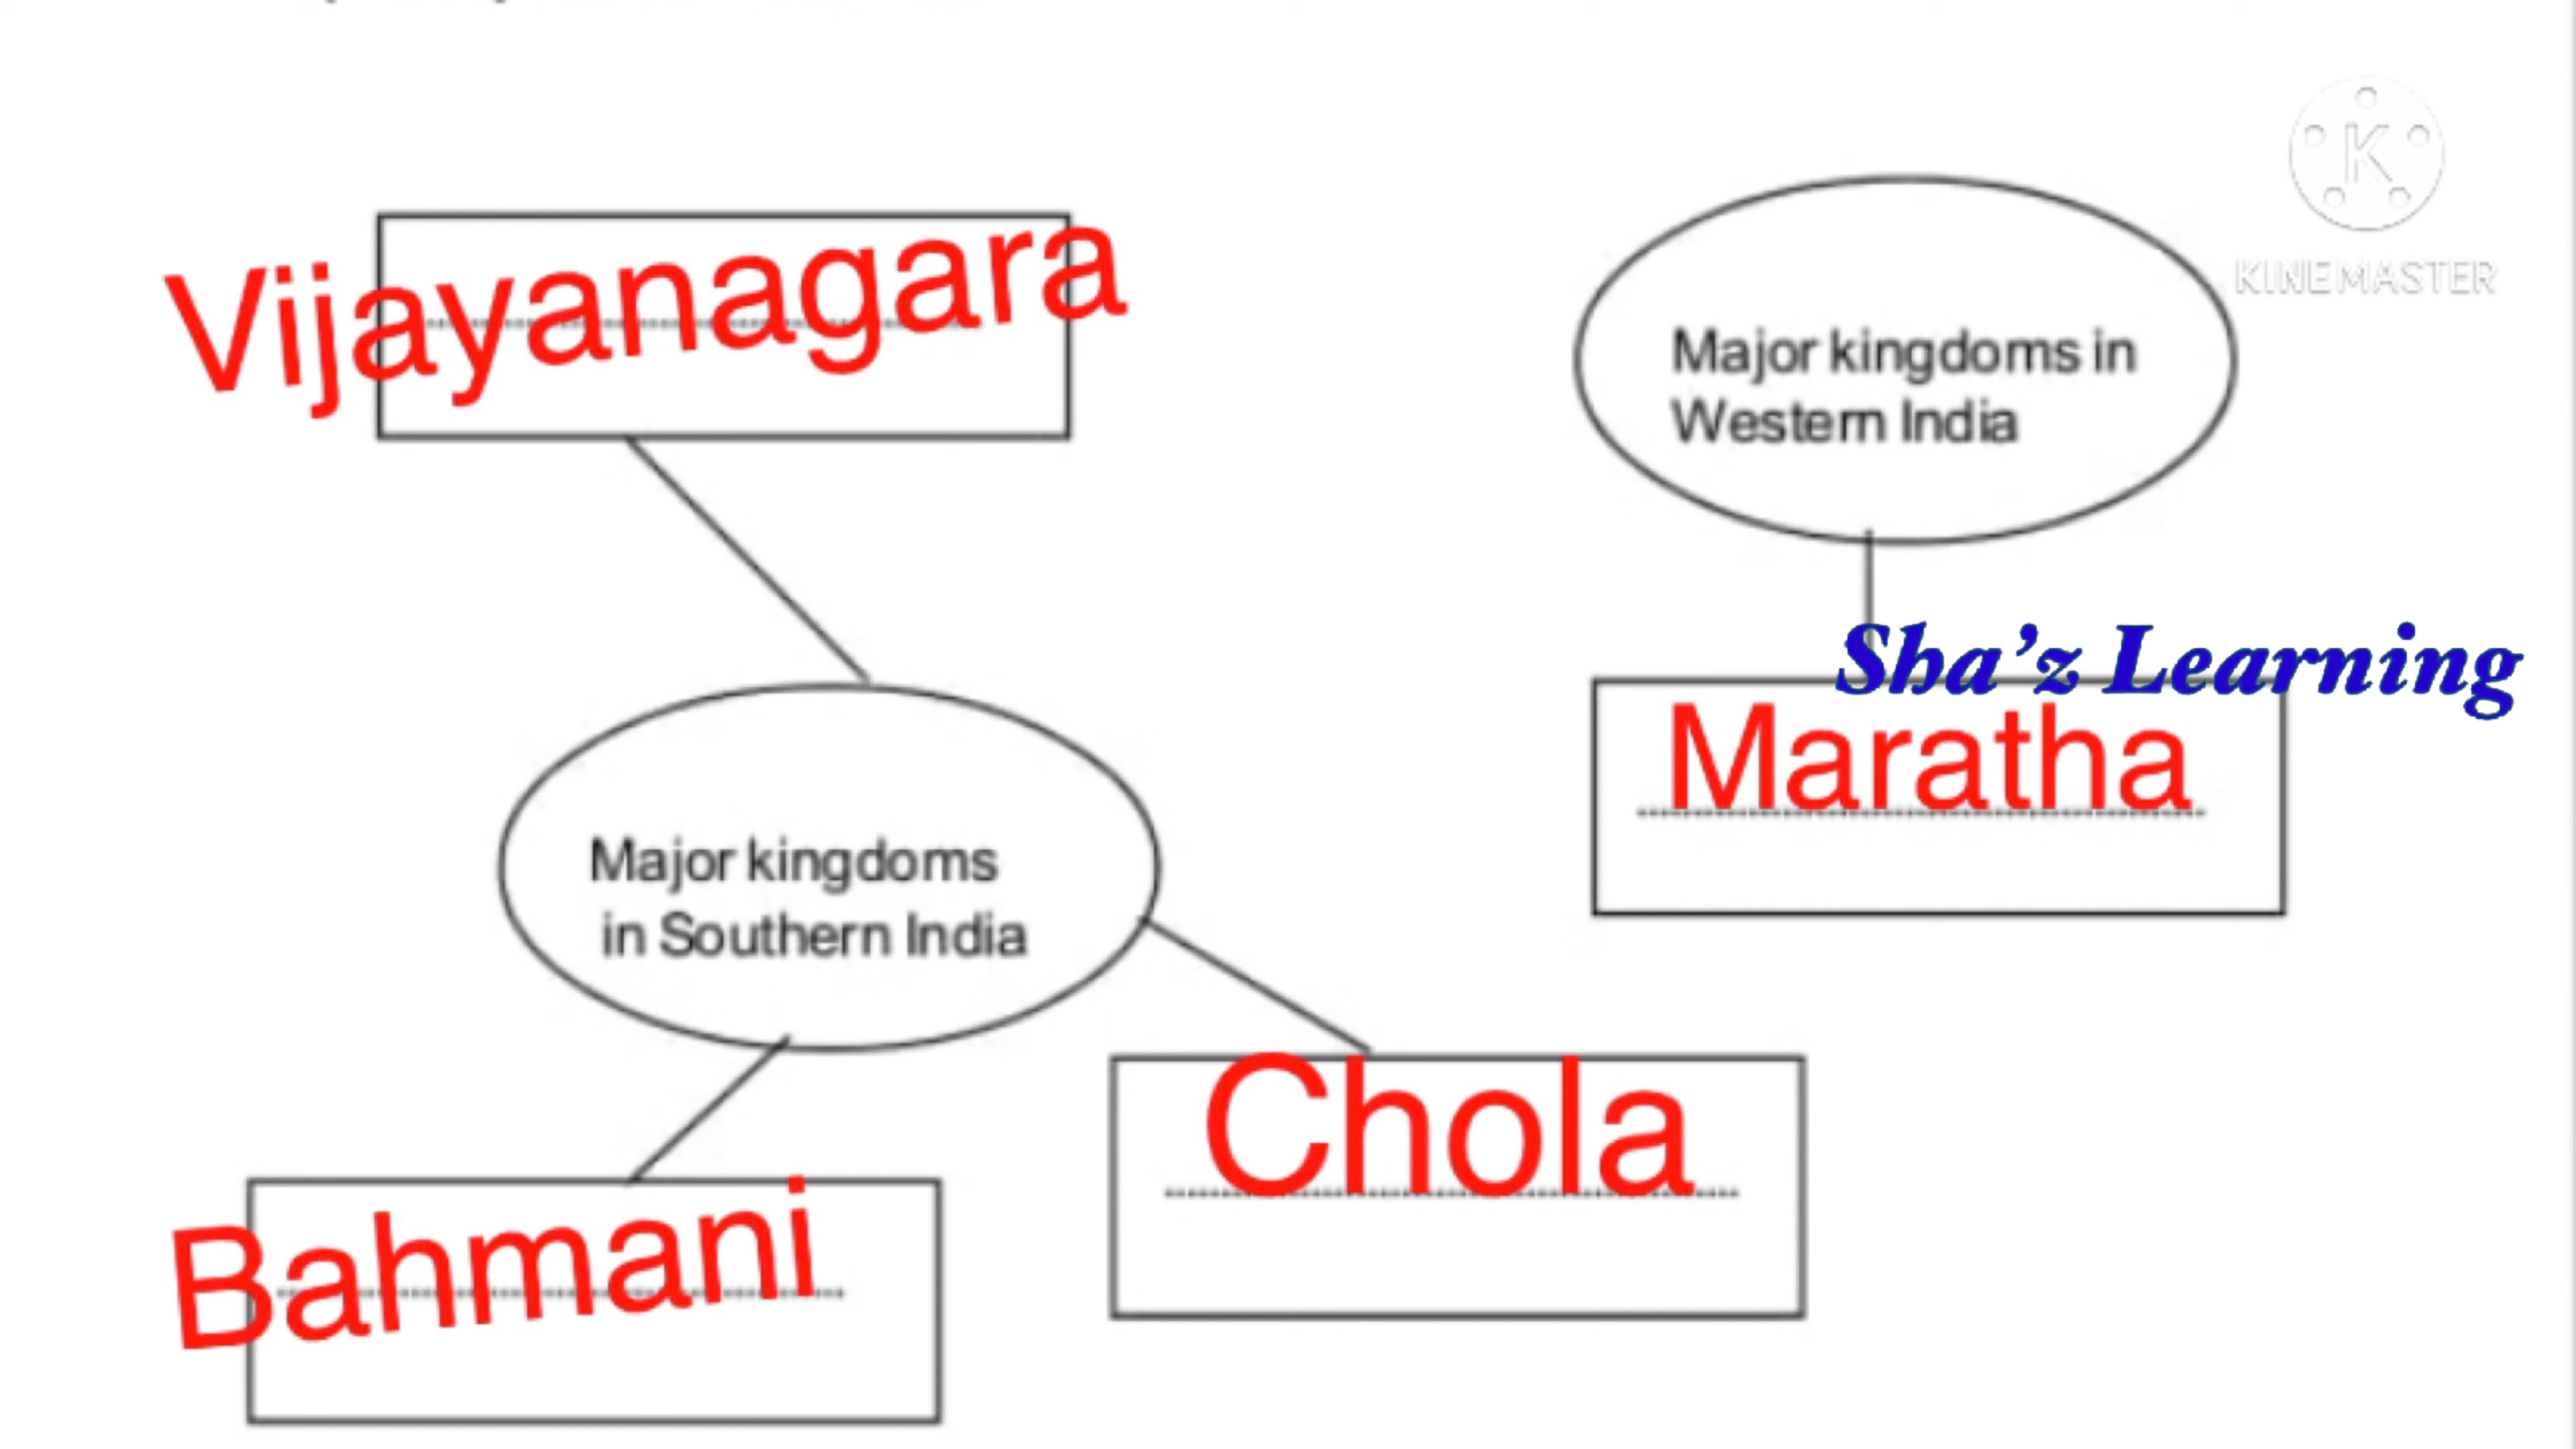 Vijayanagara
KINEMASTER
Major kingdoms in
Western India
Sha'z Learning
Maratha
Major kingdoms
in Southern India
Chola
Bahmani